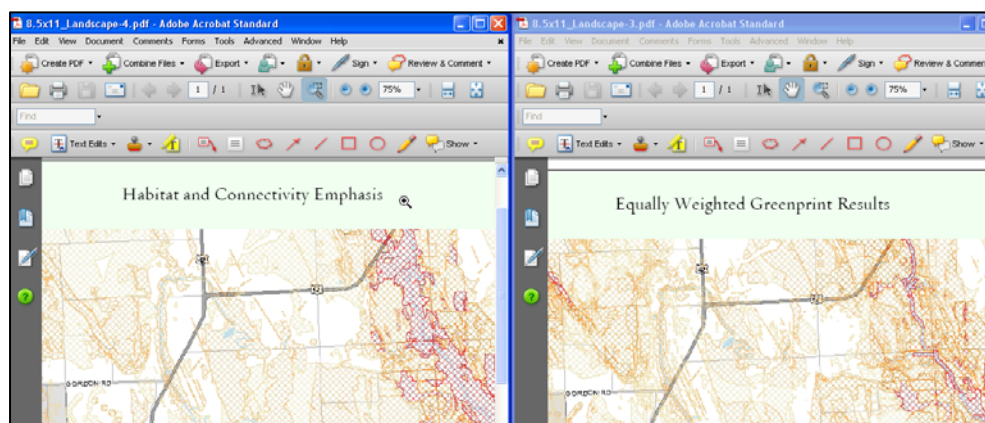 8.5x11_Landscape-4.pdf - Adobe Acrobat Standard
File Edit View Document Comments Forms Tools Advanced Window Help
Create PDF Combine Files Export Sign Review & Comment
1 / 1 75%
Find
Text Edits Show
Habitat and Connectivity Emphasis
GORDON RD
8.5x11_Landscape-3.pdf - Adobe Acrobat Standard
File Edit View Document Comments Forms Tools Advanced Window Help
Create PDF Combine Files Export Sign Review & Commen
1 / 1 75%
Find
Text Edits Show
Equally Weighted Greenprint Results
GORDON RD